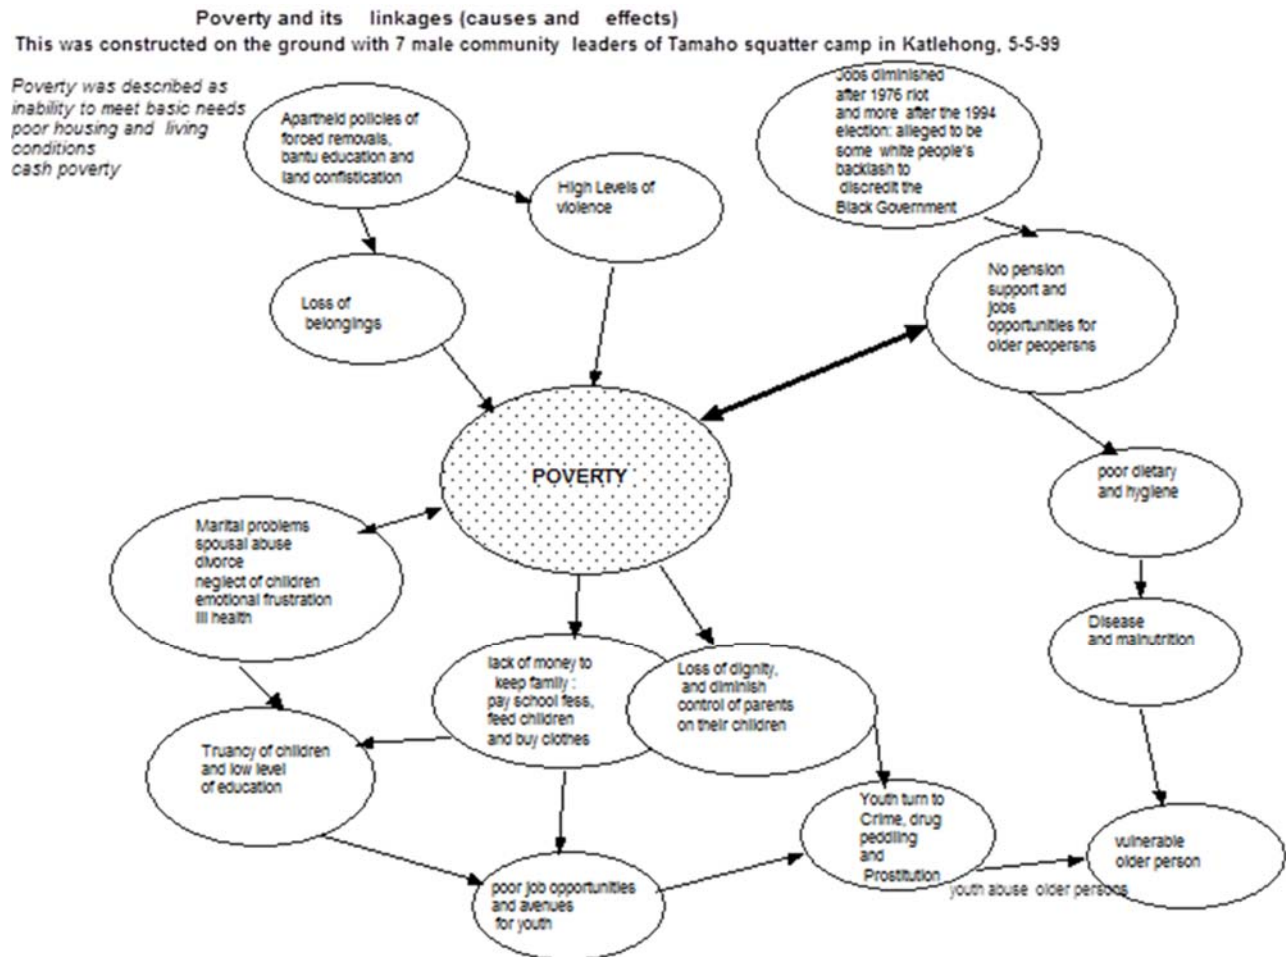 Poverty and its linkages (causes and effects)
This was constructed on the ground with 7 male community leaders of Tamaho squatter camp in Katlehong, 5-5-99
Poverty was described as
inability to meet basic needs
poor housing and living
conditions
cash poverty
Apartheid policies of
forced removals,
bantu education and
land confistication
High Levels of
violence
Jobs diminished
after 1976 riot
and more after the 1994
election: alleged to be
some white people's
backlash to
discredit the
Black Government
Loss of
belongings
No pension
support and
jobs
opportunities for
older peopersns
POVERTY
poor dietary
and hygiene
Marital problems
spousal abuse
divorce
neglect of children
emotional frustration
Ill health
Disease
and malnutrition
lack of money to
keep family :
pay school fess,
feed children
and buy clothes
Loss of dignity,
and diminish
control of parents
on their children
Truancy of children
and low level
of education
Youth turn to
Crime, drug
peddling
and
Prostitution
vulnerable
older person
youth abuse older persons
poor job opportunities
and avenues
for youth